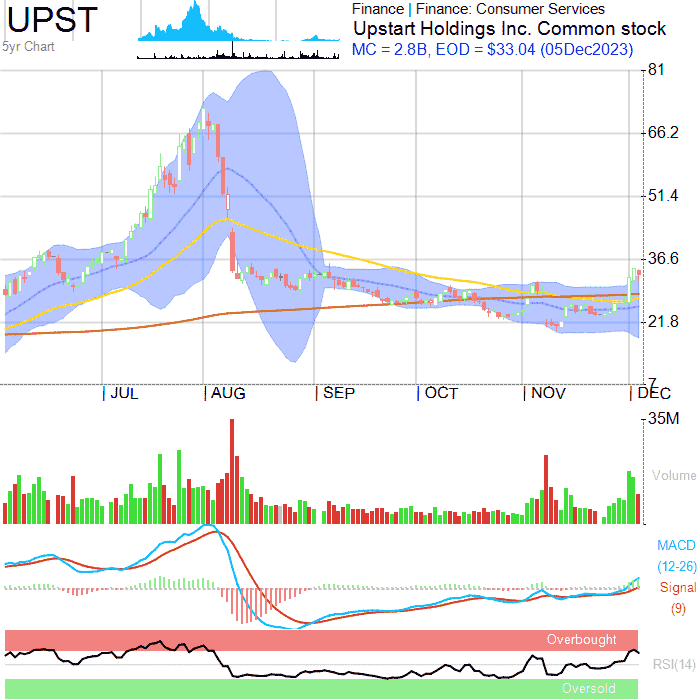 UPST
5yr Chart
Finance | Finance: Consumer Services
Upstart Holdings Inc. Common stock
MC = 2.8B, EOD = $33.04 (05Dec2023)
81
66.2
51.4
36.6
21.8
7
JUL AUG SEP OCT NOV DEC
35M
Volume
MACD
(12-26)
Signal
(9)
Overbought
RSI(14)
Oversold